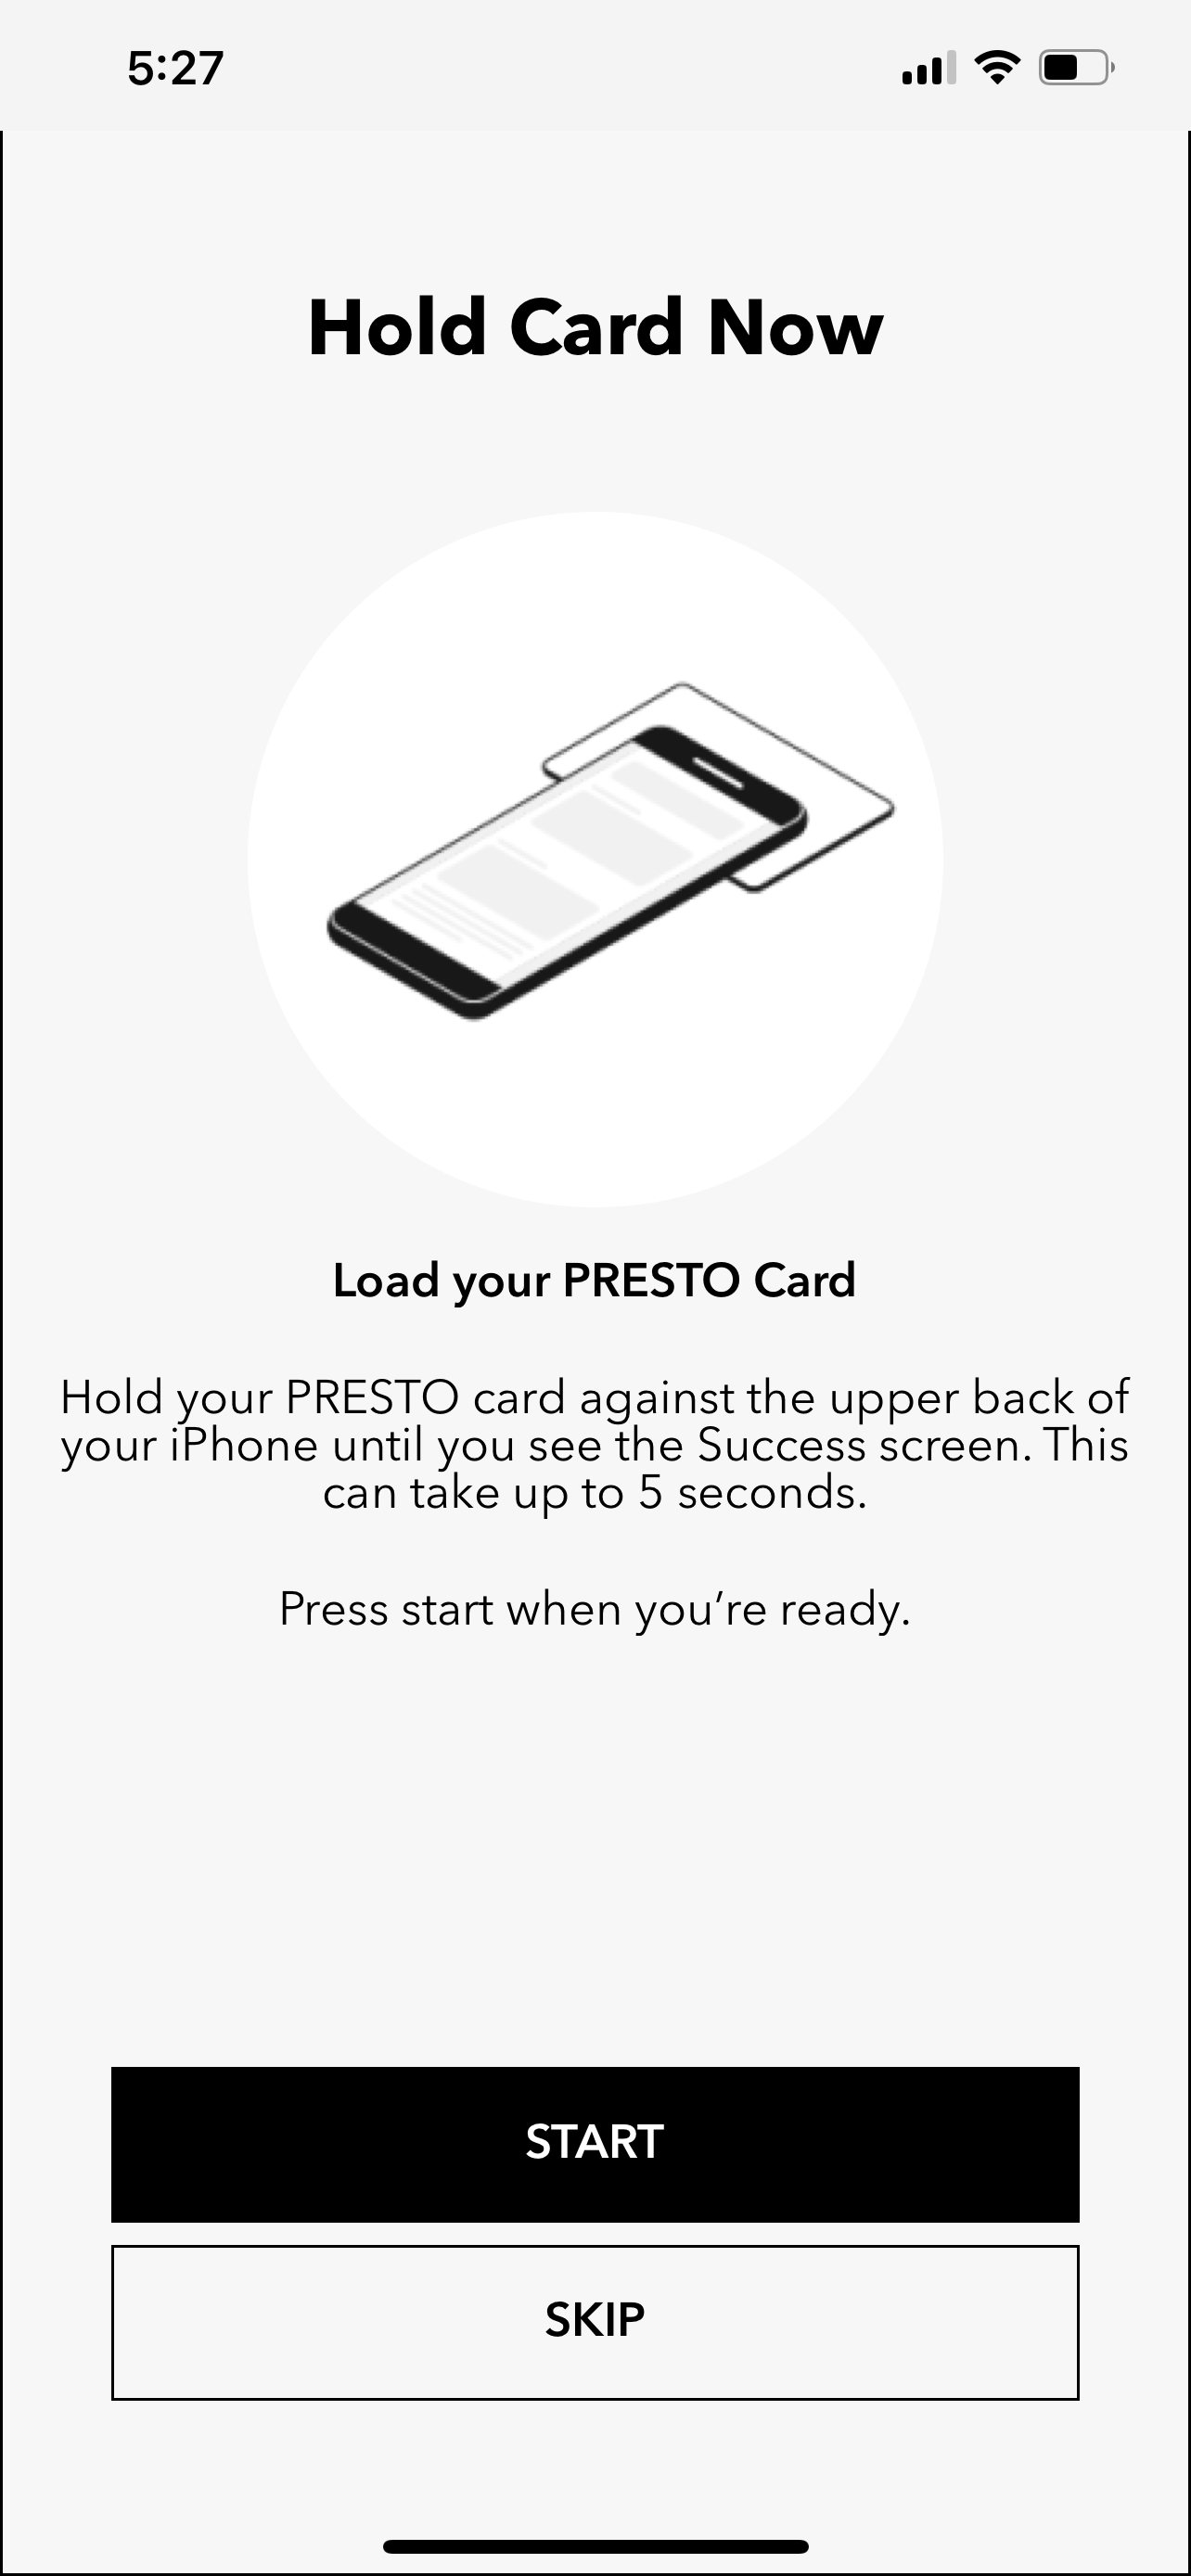 5:27
Hold Card Now
Load your PRESTO Card
Hold your PRESTO card against the upper back of
your iPhone until you see the Success screen. This
can take up to 5 seconds.
Press start when you’re ready.
START
SKIP